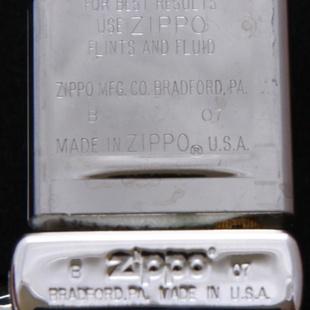 FOR BEST RESULTS
USE ZIPPO
FLINTS AND FLUID
ZIPPO MFG. CO. BRADFORD, PA.
B 07
MADE IN ZIPPO® U.S.A.
B Zippo® 07
BRADFORD, PA. MADE IN U.S.A.